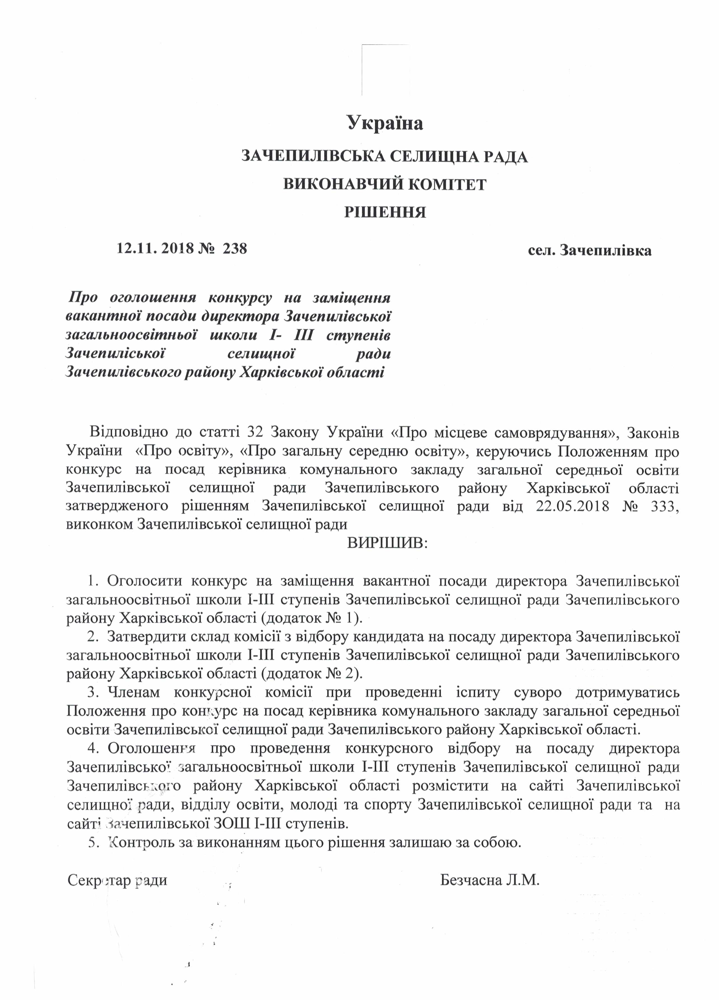 Україна
ЗАЧЕПИЛІВСЬКА СЕЛИЩНА РАДА
ВИКОНАВЧИЙ КОМІТЕТ
РІШЕННЯ
12.11. 2018 № 238 сел. Зачепилівка
Про оголошення конкурсу на заміщення
вакантної посади директора Зачепилівської
загальноосвітньої школи І- ІІІ ступенів
Зачепиліської селищної ради
Зачепилівського району Харківської області
Відповідно до статті 32 Закону України «Про місцеве самоврядування», Законів
України «Про освіту», «Про загальну середню освіту», керуючись Положенням про
конкурс на посад керівника комунального закладу загальної середньої освіти
Зачепилівської селищної ради Зачепилівського району Харківської області
затвердженого рішенням Зачепилівської селищної ради від 22.05.2018 № 333,
виконком Зачепилівської селищної ради
ВИРІШИВ:
1. Оголосити конкурс на заміщення вакантної посади директора Зачепилівської
загальноосвітньої школи І-ІІІ ступенів Зачепилівської селищної ради Зачепилівського
району Харківської області (додаток № 1).
2. Затвердити склад комісії з відбору кандидата на посаду директора Зачепилівської
загальноосвітньої школи І-ІІІ ступенів Зачепилівської селищної ради Зачепилівського
району Харківської області (додаток № 2).
3. Членам конкурсної комісії при проведенні іспиту суворо дотримуватись
Положення про конкурс на посад керівника комунального закладу загальної середньої
освіти Зачепилівської селищної ради Зачепилівського району Харківської області.
4. Оголошення про проведення конкурсного відбору на посаду директора
Зачепилівської загальноосвітньої школи І-ІІІ ступенів Зачепилівської селищної ради
Зачепилівського району Харківської області розмістити на сайті Зачепилівської
селищної ради, відділу освіти, молоді та спорту Зачепилівської селищної ради та на
сайті Зачепилівської ЗОШ І-ІІІ ступенів.
5. Контроль за виконанням цього рішення залишаю за собою.
Секретар ради Безчасна Л.М.